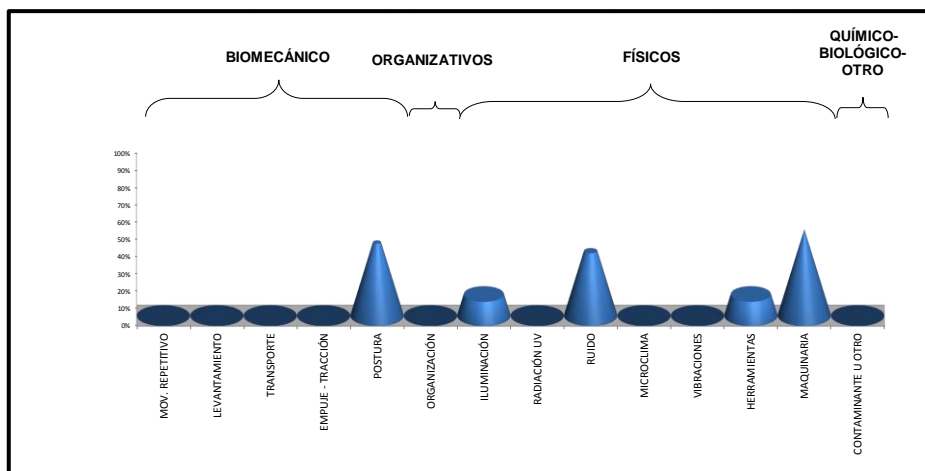 BIOMECÁNICO
ORGANIZATIVOS
FÍSICOS
QUÍMICO-
BIOLÓGICO-
OTRO
100%
90%
80%
70%
60%
50%
40%
30%
20%
10%
0%
MOV. REPETITIVO
LEVANTAMIENTO
TRANSPORTE
EMPUJE - TRACCIÓN
POSTURA
ORGANIZACIÓN
ILUMINACIÓN
RADIACIÓN UV
RUIDO
MICROCLIMA
VIBRACIONES
HERRAMIENTAS
MAQUINARIA
CONTAMINANTE U OTRO